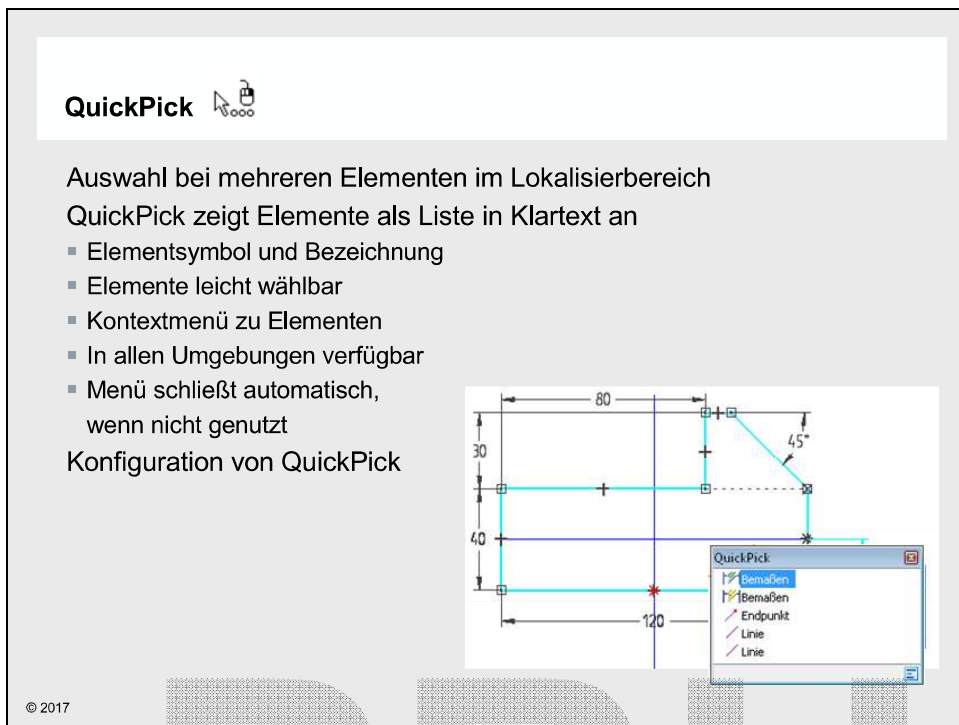 QuickPick
Auswahl bei mehreren Elementen im Lokalisierbereich
QuickPick zeigt Elemente als Liste in Klartext an
Elementsymbol und Bezeichnung
Elemente leicht wählbar
Kontextmenü zu Elementen
In allen Umgebungen verfügbar
Menü schließt automatisch,
wenn nicht genutzt
Konfiguration von QuickPick
80
30
45°
40
120
QuickPick
Bemaßen
Bemaßen
Endpunkt
Linie
Linie
© 2017